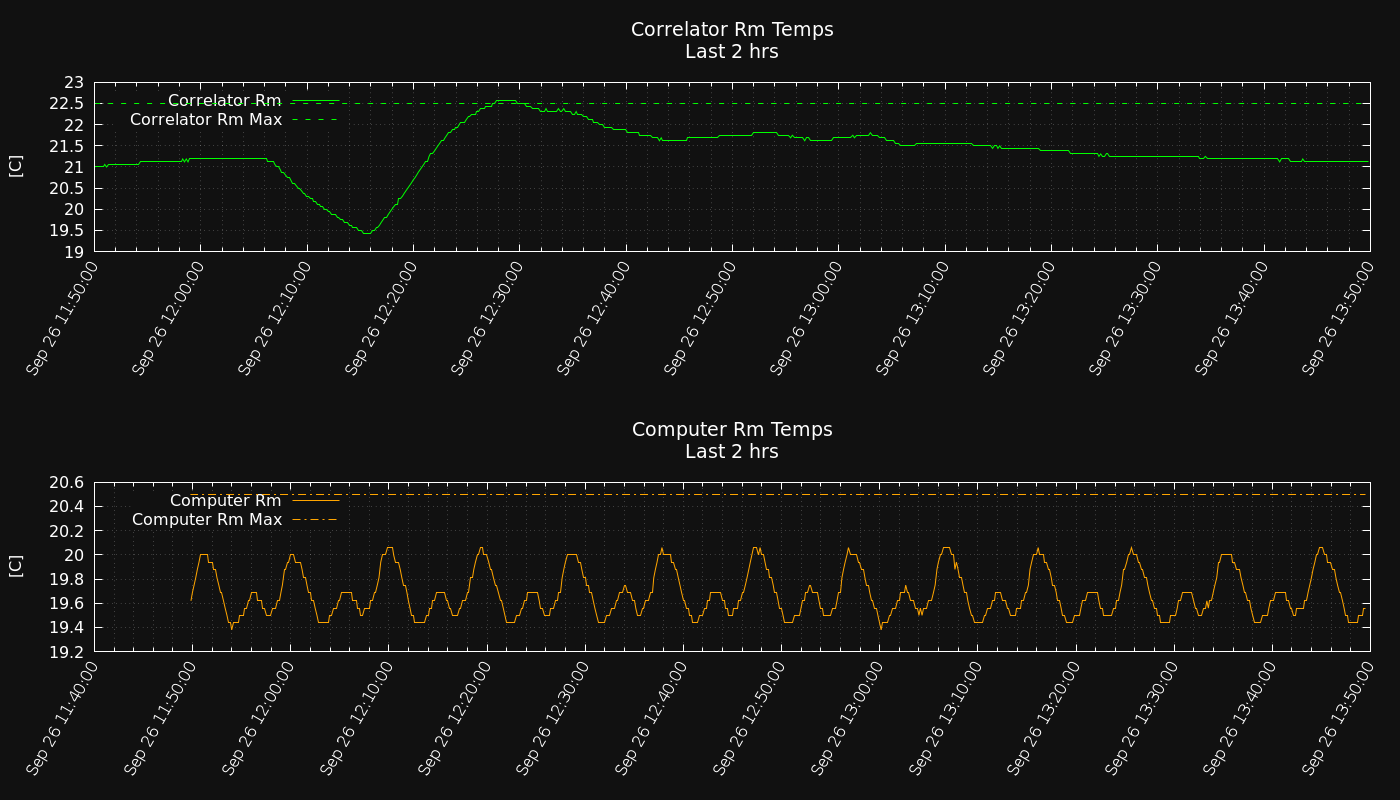 Correlator Rm Temps
Last 2 hrs
Correlator Rm
Correlator Rm Max
[C]
23
22.5
22
21.5
21
20.5
20
19.5
19
Sep 26 11:50:00
Sep 26 12:00:00
Sep 26 12:10:00
Sep 26 12:20:00
Sep 26 12:30:00
Sep 26 12:40:00
Sep 26 12:50:00
Sep 26 13:00:00
Sep 26 13:10:00
Sep 26 13:20:00
Sep 26 13:30:00
Sep 26 13:40:00
Sep 26 13:50:00
Computer Rm Temps
Last 2 hrs
Computer Rm
Computer Rm Max
[C]
20.6
20.4
20.2
20
19.8
19.6
19.4
19.2
Sep 26 11:40:00
Sep 26 11:50:00
Sep 26 12:00:00
Sep 26 12:10:00
Sep 26 12:20:00
Sep 26 12:30:00
Sep 26 12:40:00
Sep 26 12:50:00
Sep 26 13:00:00
Sep 26 13:10:00
Sep 26 13:20:00
Sep 26 13:30:00
Sep 26 13:40:00
Sep 26 13:50:00